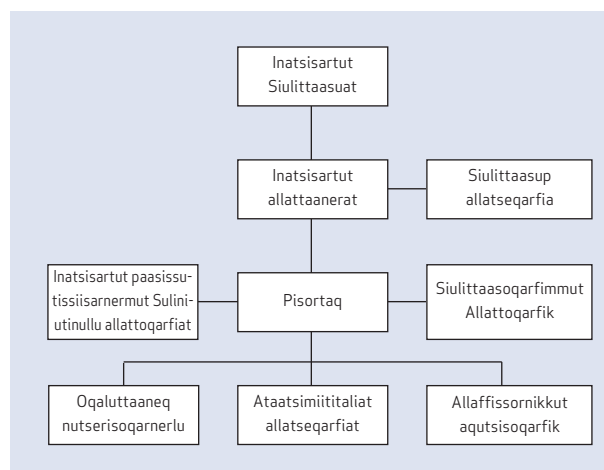 Inatsisartut
Siulittaasuat
Inatsisartut
allattaanerat
Siulittaasup
allatseqarfia
Inatsisartut paasissu-
tissiisarnermut Sulini-
utinullu allattoqarfiat
Pisortaq
Siulittaasoqarfimmut
Allattoqarfik
Oqaluttaaneq
nutserisoqarnerlu
Ataatsimiititaliat
allatseqarfiat
Allaffissornikkut
aqutsisoqarfik